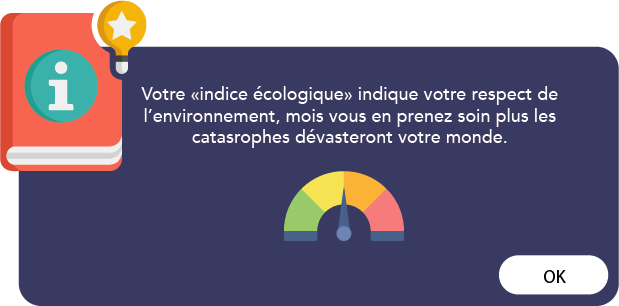 Votre «indice écologique» indique votre respect de
l’environnement, mois vous en prenez soin plus les
catasrophes dévasteront votre monde.
OK